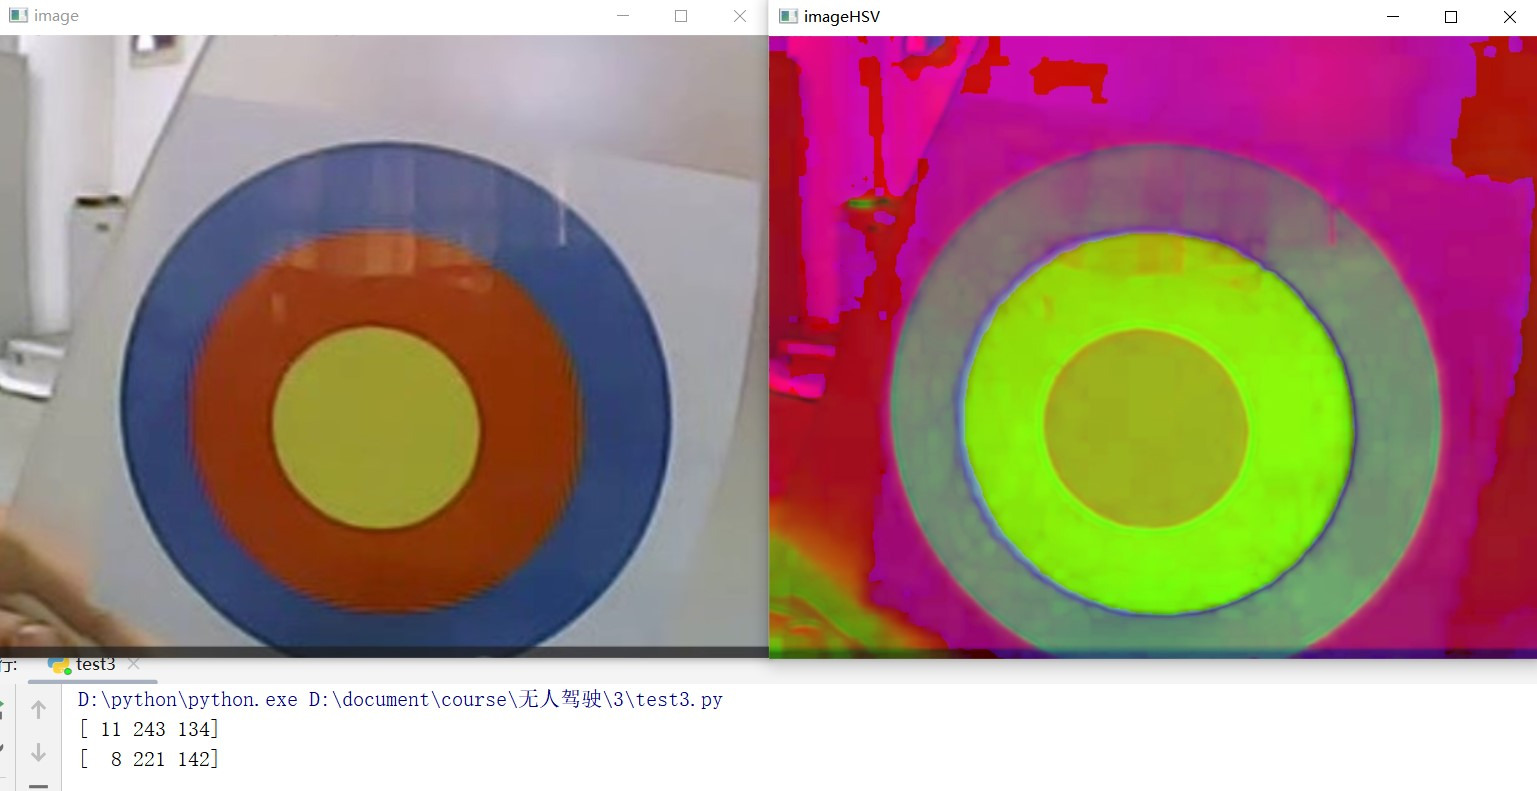 image
imageHSV
行:
test3
D:\python\python.exe D:\document\course\无人驾驶\3\test3.py
[ 11 243 134]
[  8 221 142]